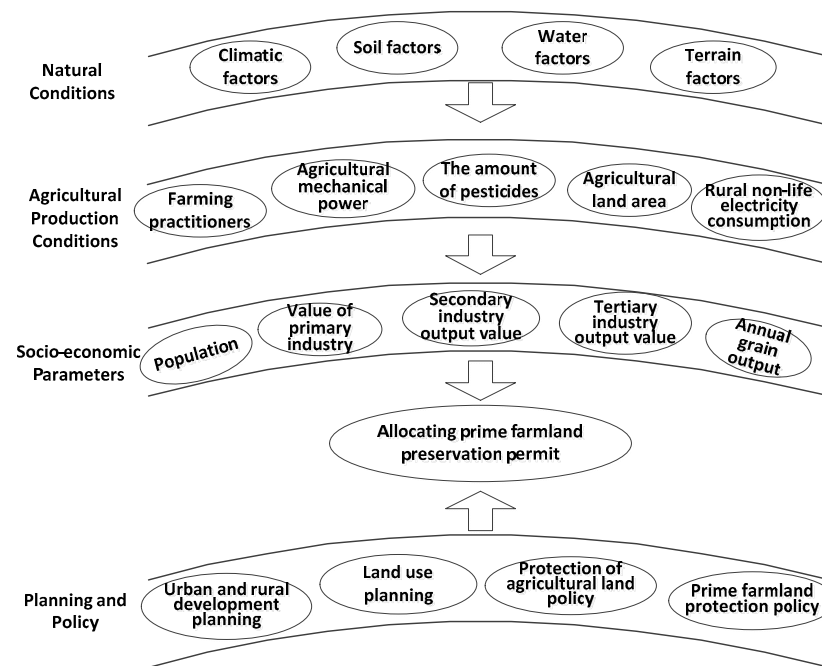 Natural
Conditions
Climatic
factors
Soil factors
Water
factors
Terrain
factors
Agricultural
Production
Conditions
Farming
practitioners
Agricultural
mechanical
power
The amount
of pesticides
Agricultural
land area
Rural non-life
electricity
consumption
Socio-economic
Parameters
Population
Value of
primary
industry
Secondary
industry
output value
Tertiary
industry
output value
Annual
grain
output
Allocating prime farmland
preservation permit
Planning and
Policy
Urban and rural
development
planning
Land use
planning
Protection of
agricultural land
policy
Prime farmland
protection policy